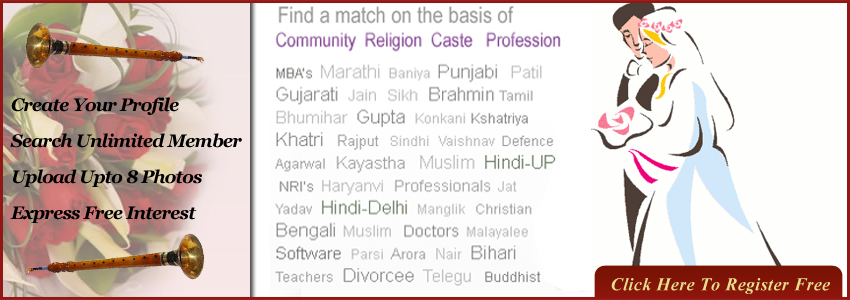 Create Your Profile
Search Unlimited Member
Upload Upto 8 Photos
Express Free Interest
Find a match on the basis of
Community Religion Caste Profession
MBA's Marathi Baniya Punjabi Patil
Gujarati Jain Sikh Brahmin Tamil
Bhumihar Gupta Konkani Kshatriya
Khatri Rajput Sindhi Vaishnav Defence
Agarwal Kayastha Muslim Hindi-UP
NRI's Haryanvi Professionals Jat
Yadav Hindi-Delhi Manglik Christian
Bengali Muslim Doctors Malayalee
Software Parsi Arora Nair Bihari
Teachers Divorcee Telegu Buddhist
Click Here To Register Free